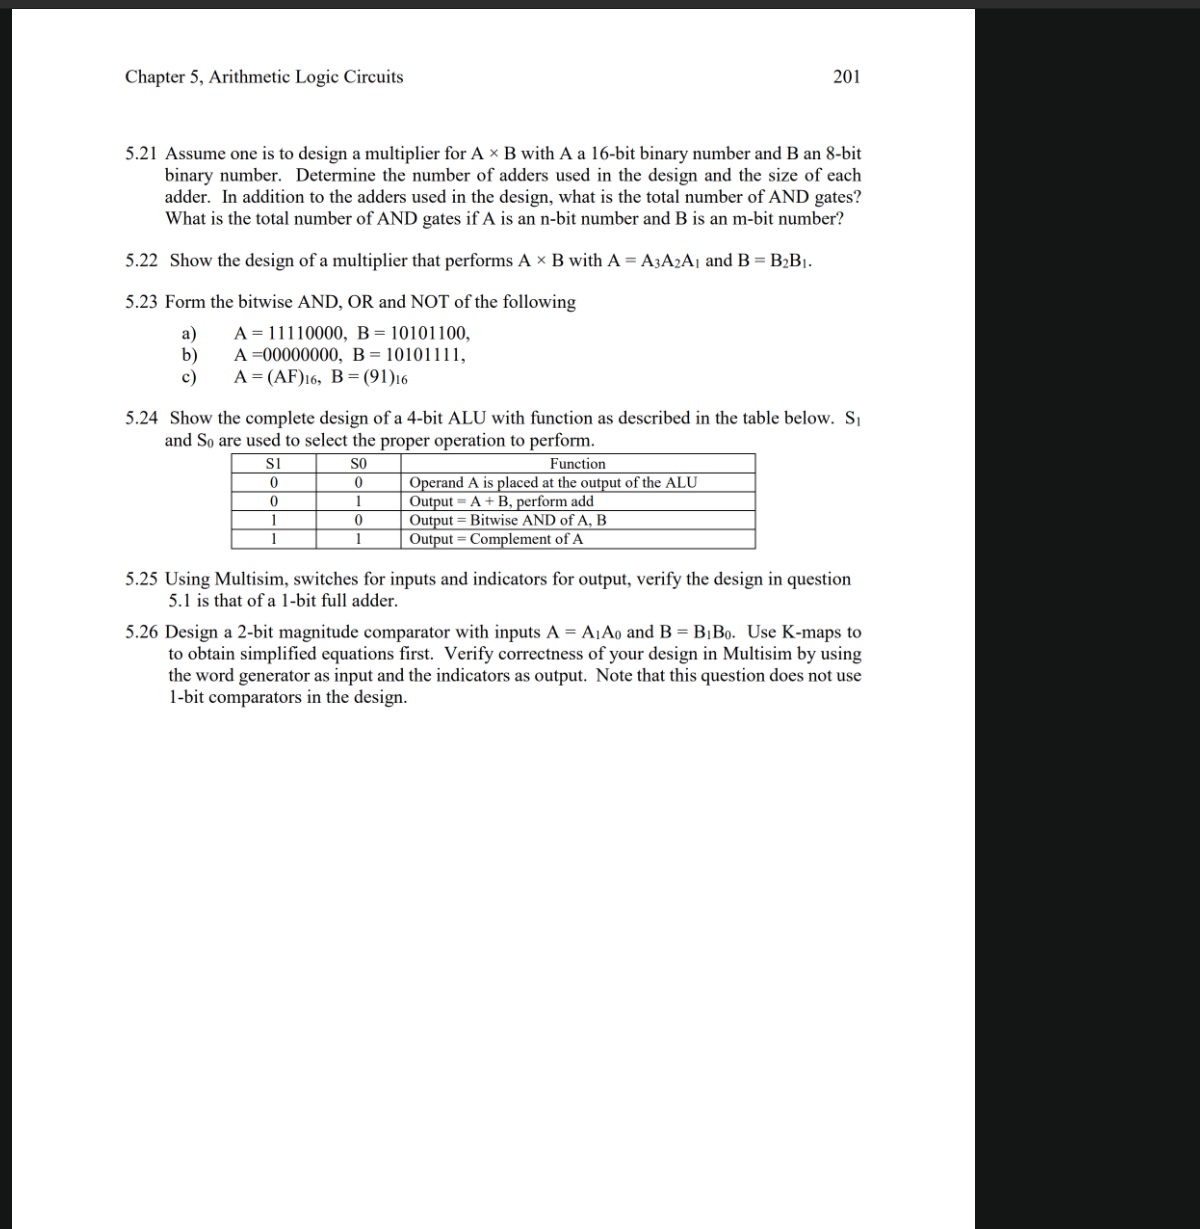 Chapter 5, Arithmetic Logic Circuits 201
5.21 Assume one is to design a multiplier for A × B with A a 16-bit binary number and B an 8-bit
binary number. Determine the number of adders used in the design and the size of each
adder. In addition to the adders used in the design, what is the total number of AND gates?
What is the total number of AND gates if A is an n-bit number and B is an m-bit number?
5.22 Show the design of a multiplier that performs A × B with A = A₃A₂A₁ and B = B₂B₁.
5.23 Form the bitwise AND, OR and NOT of the following
a) A = 11110000, B = 10101100,
b) A =00000000, B = 10101111,
c) A = (AF)₁₆, B = (91)₁₆
5.24 Show the complete design of a 4-bit ALU with function as described in the table below. S₁
and S₀ are used to select the proper operation to perform.
S1 S0 Function
0 0 Operand A is placed at the output of the ALU
0 1 Output = A + B, perform add
1 0 Output = Bitwise AND of A, B
1 1 Output = Complement of A
5.25 Using Multisim, switches for inputs and indicators for output, verify the design in question
5.1 is that of a 1-bit full adder.
5.26 Design a 2-bit magnitude comparator with inputs A = A₁A₀ and B = B₁B₀. Use K-maps to
to obtain simplified equations first. Verify correctness of your design in Multisim by using
the word generator as input and the indicators as output. Note that this question does not use
1-bit comparators in the design.